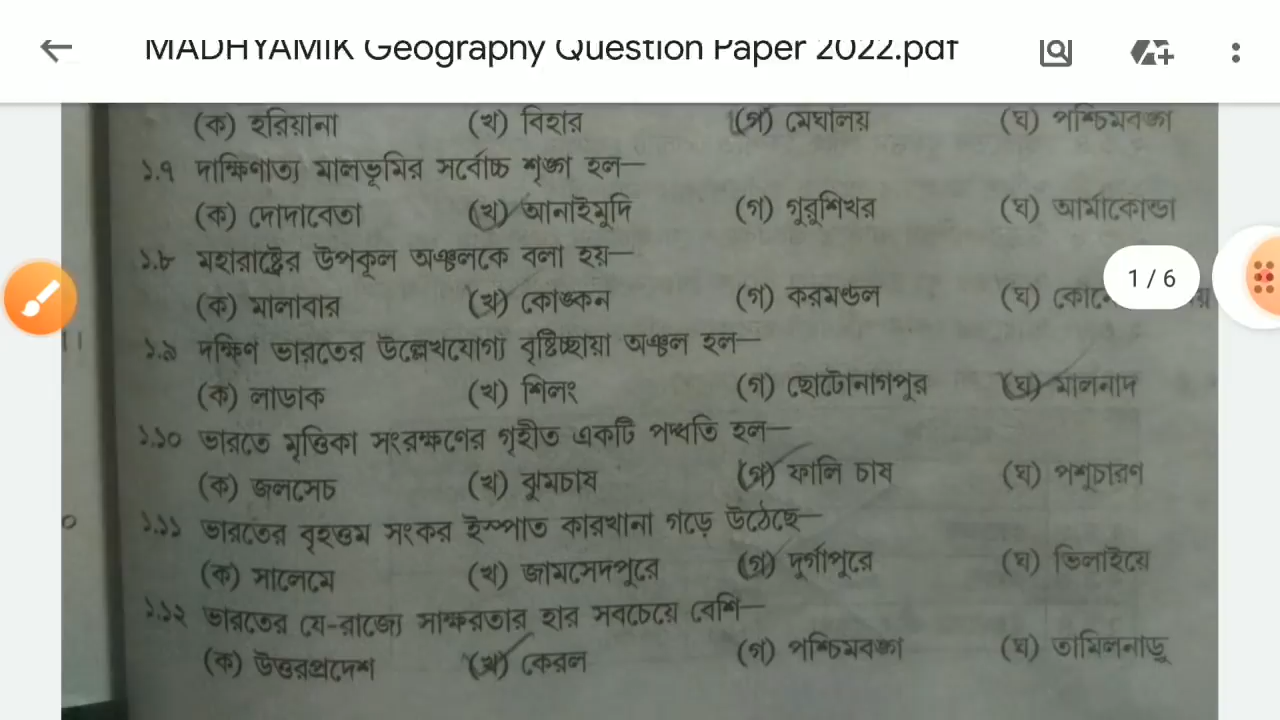 MADHYAMIK Geography Question Paper 2022.pdf
(ক) হরিয়ানা (খ) বিহার (গ) মেঘালয় (ঘ) পশ্চিমবঙ্গ
১.৭ দাক্ষিণাত্য মালভূমির সর্বোচ্চ শৃঙ্গ হল—
(ক) দোদাবেতা (খ) আনাইমুদি (গ) গুরুশিখর (ঘ) আর্মাকোন্ডা
১.৮ মহারাষ্ট্রের উপকূল অঞ্চলকে বলা হয়—
1 / 6
(ক) মালাবার (খ) কোঙ্কন (গ) করমণ্ডল (ঘ)
১.৯ দক্ষিণ ভারতের উল্লেখযোগ্য বৃষ্টিচ্ছায়া অঞ্চল হল—
(ক) লাডাক (খ) শিলং (গ) ছোটোনাগপুর (ঘ) মালনাদ
১.১০ ভারতে মৃত্তিকা সংরক্ষণের গৃহীত একটি পদ্ধতি হল—
(ক) জলসেচ (খ) ঝুমচাষ (গ) ফালি চাষ (ঘ) পশুচারণ
১.১১ ভারতের বৃহত্তম সংকর ইস্পাত কারখানা গড়ে উঠেছে—
(ক) সালেমে (খ) জামসেদপুরে (গ) দুর্গাপুরে (ঘ) ভিলাইয়ে
১.১২ ভারতের যে-রাজ্যে সাক্ষরতার হার সবচেয়ে বেশি—
(ক) উত্তরপ্রদেশ (খ) কেরল (গ) পশ্চিমবঙ্গ (ঘ) তামিলনাড়ু